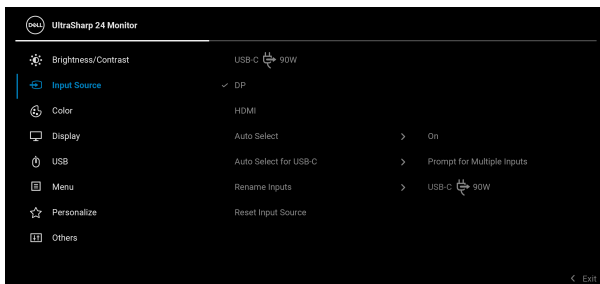 DELL UltraSharp 24 Monitor
Brightness/Contrast USB-C 90W
Input Source DP
Color HDMI
Display Auto Select On
USB Auto Select for USB-C Prompt for Multiple Inputs
Menu Rename Inputs USB-C 90W
Personalize Reset Input Source
Others
Exit